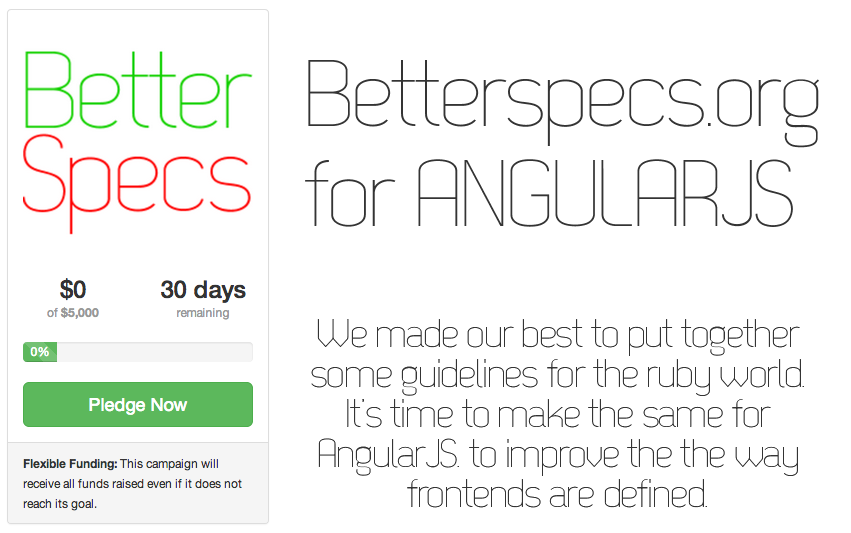 Better
Specs
$0
of $5,000
30 days
remaining
0%
Pledge Now
Flexible Funding: This campaign will
receive all funds raised even if it does not
reach its goal.
Betterspecs.org
for ANGULARJS
We made our best to put together
some guidelines for the ruby world.
It's time to make the same for
AngularJS. to improve the the way
frontends are defined.